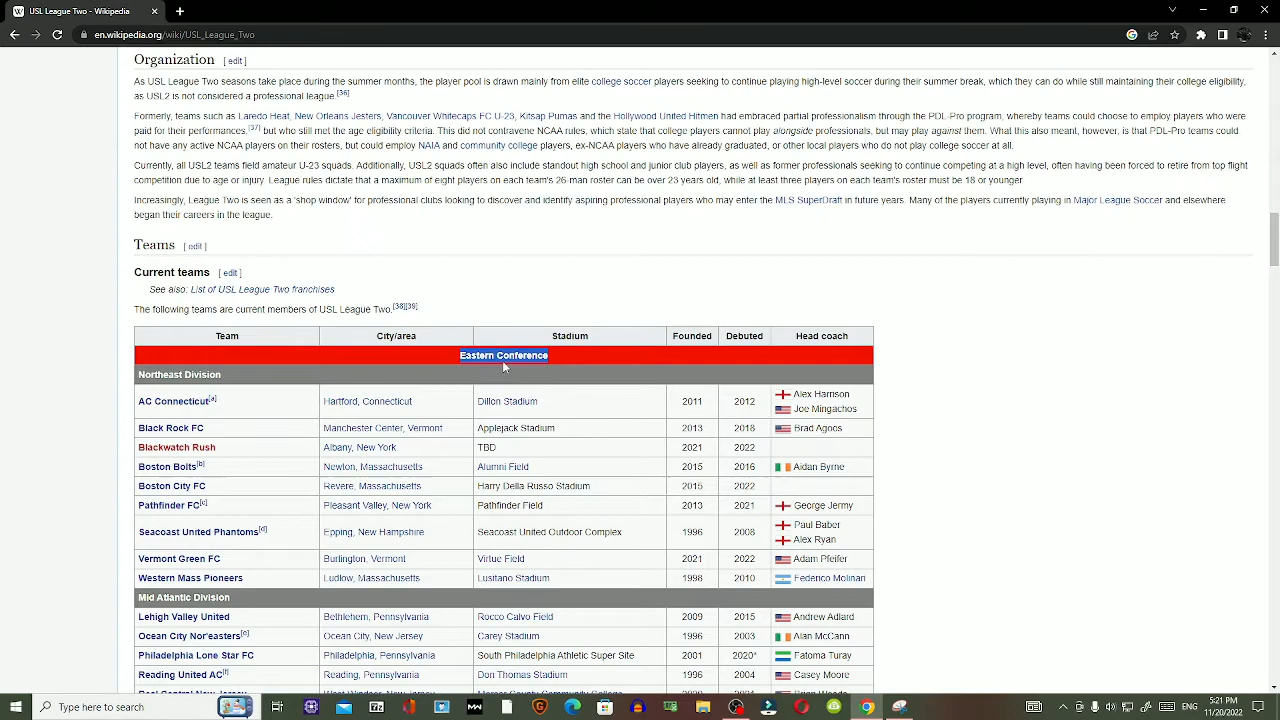 USL League Two - Wikipedia
en.wikipedia.org/wiki/USL_League_Two
Organization [ edit ]
As USL League Two seasons take place during the summer months, the player pool is drawn mainly from elite college soccer players seeking to continue playing high-level soccer during their summer break, which they can do while still maintaining their college eligibility,
as USL2 is not considered a professional league.[36]
Formerly, teams such as Laredo Heat, New Orleans Jesters, Vancouver Whitecaps FC U-23, Kitsap Pumas and the Hollywood United Hitmen had embraced partial professionalism through the PDL-Pro program, whereby teams could choose to employ players who were
paid for their performances,[37] but who still met the age eligibility criteria. This did not contravene NCAA rules, which state that college players cannot play alongside professionals, but may play against them. What this also meant, however, is that PDL-Pro teams could
not have any active NCAA players on their rosters, but could employ NAIA and community college players, ex-NCAA players who have already graduated, or other local players who do not play college soccer at all.
Currently, all USL2 teams field amateur U-23 squads. Additionally, USL2 squads often also include standout high school and junior club players, as well as former professionals seeking to continue competing at a high level, often having been forced to retire from top flight
competition due to age or injury. League rules dictate that a maximum of eight players on each team's 26-man roster can be over 23 years old, while at least three players on each team's roster must be 18 or younger.
Increasingly, League Two is seen as a 'shop window' for professional clubs looking to discover and identify aspiring professional players who may enter the MLS SuperDraft in future years. Many of the players currently playing in Major League Soccer and elsewhere
began their careers in the league.
Teams [ edit ]
Current teams [ edit ]
See also: List of USL League Two franchises
The following teams are current members of USL League Two.[38][39]
Team City/area Stadium Founded Debuted Head coach
Eastern Conference
Northeast Division
AC Connecticut[a] Hartford, Connecticut Dillon Stadium 2011 2012 Alex Harrison
Joe Mingachos
Black Rock FC Manchester Center, Vermont Applejack Stadium 2013 2018 Brad Agoos
Blackwatch Rush Albany, New York TBD 2021 2022
Boston Bolts[b] Newton, Massachusetts Alumni Field 2015 2016 Aidan Byrne
Boston City FC Revere, Massachusetts Harry Della Russo Stadium 2015 2022
Pathfinder FC[c] Pleasant Valley, New York Pathfinder Field 2013 2021 George Jermy
Seacoast United Phantoms[d] Epping, New Hampshire Seacoast United Outdoor Complex 1996 2008 Paul Baber
Alex Ryan
Vermont Green FC Burlington, Vermont Virtue Field 2021 2022 Adam Pfeifer
Western Mass Pioneers Ludlow, Massachusetts Lusitano Stadium 1998 2010 Federico Molinari
Mid Atlantic Division
Lehigh Valley United Bethlehem, Pennsylvania Rocco Calvo Field 2009 2015 Andrew Adlard
Ocean City Nor'easters[e] Ocean City, New Jersey Carey Stadium 1996 2003 Alan McCann
Philadelphia Lone Star FC Philadelphia, Pennsylvania South Philadelphia Athletic Super Site 2001 2020* Fatoma Turay
Reading United AC[f] Reading, Pennsylvania Don Thomas Stadium 1996 2004 Casey Moore
Type here to search
ENG
5:21 PM
11/20/2022